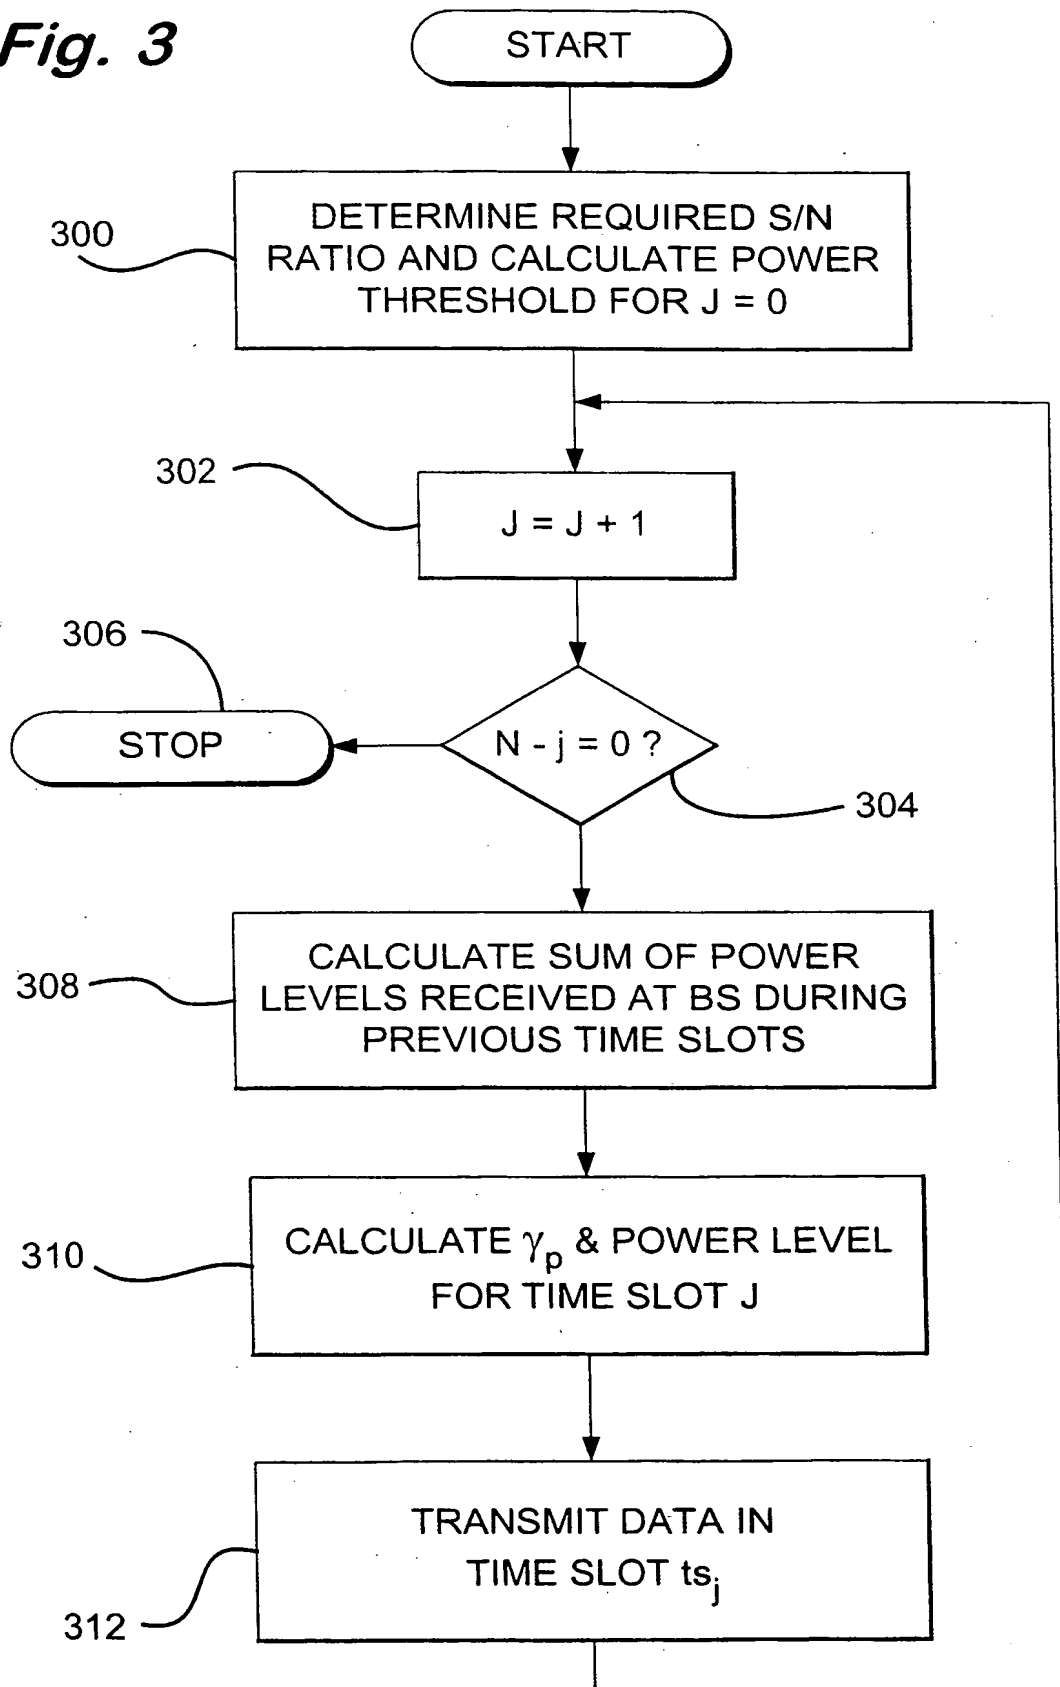 Fig. 3
START
300
DETERMINE REQUIRED S/N
RATIO AND CALCULATE POWER
THRESHOLD FOR J = 0
302
J = J + 1
306
STOP
N - j = 0 ?
304
308
CALCULATE SUM OF POWER
LEVELS RECEIVED AT BS DURING
PREVIOUS TIME SLOTS
310
CALCULATE γp & POWER LEVEL
FOR TIME SLOT J
312
TRANSMIT DATA IN
TIME SLOT tsj